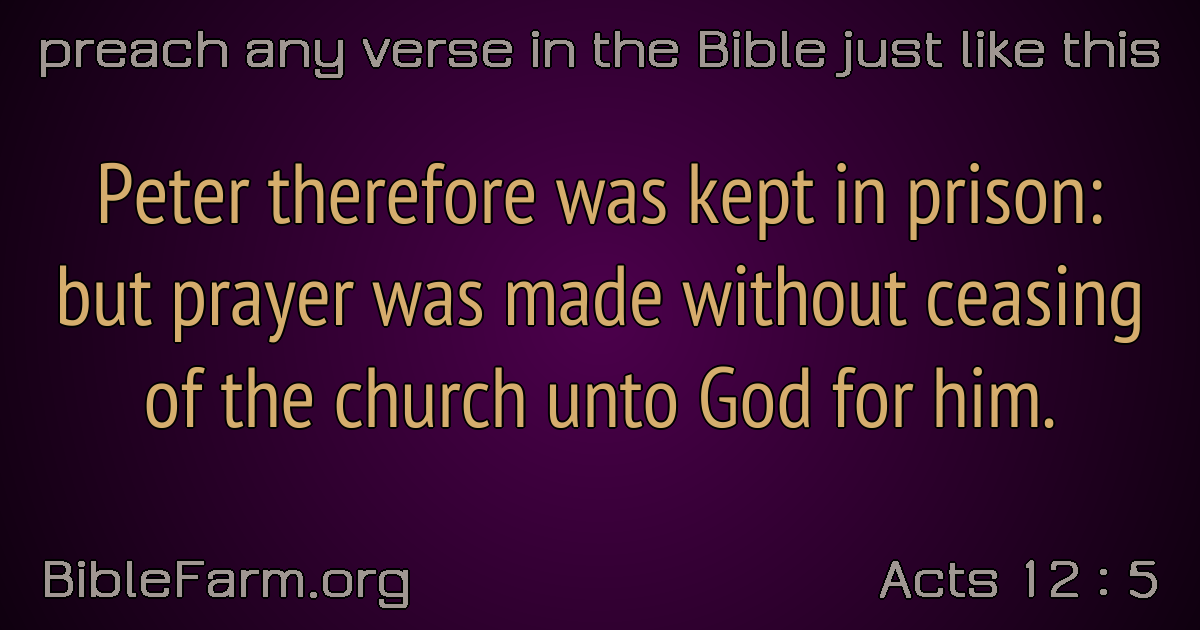 preach any verse in the Bible just like this
Peter therefore was kept in prison:
but prayer was made without ceasing
of the church unto God for him.
BibleFarm.org
Acts 12 : 5